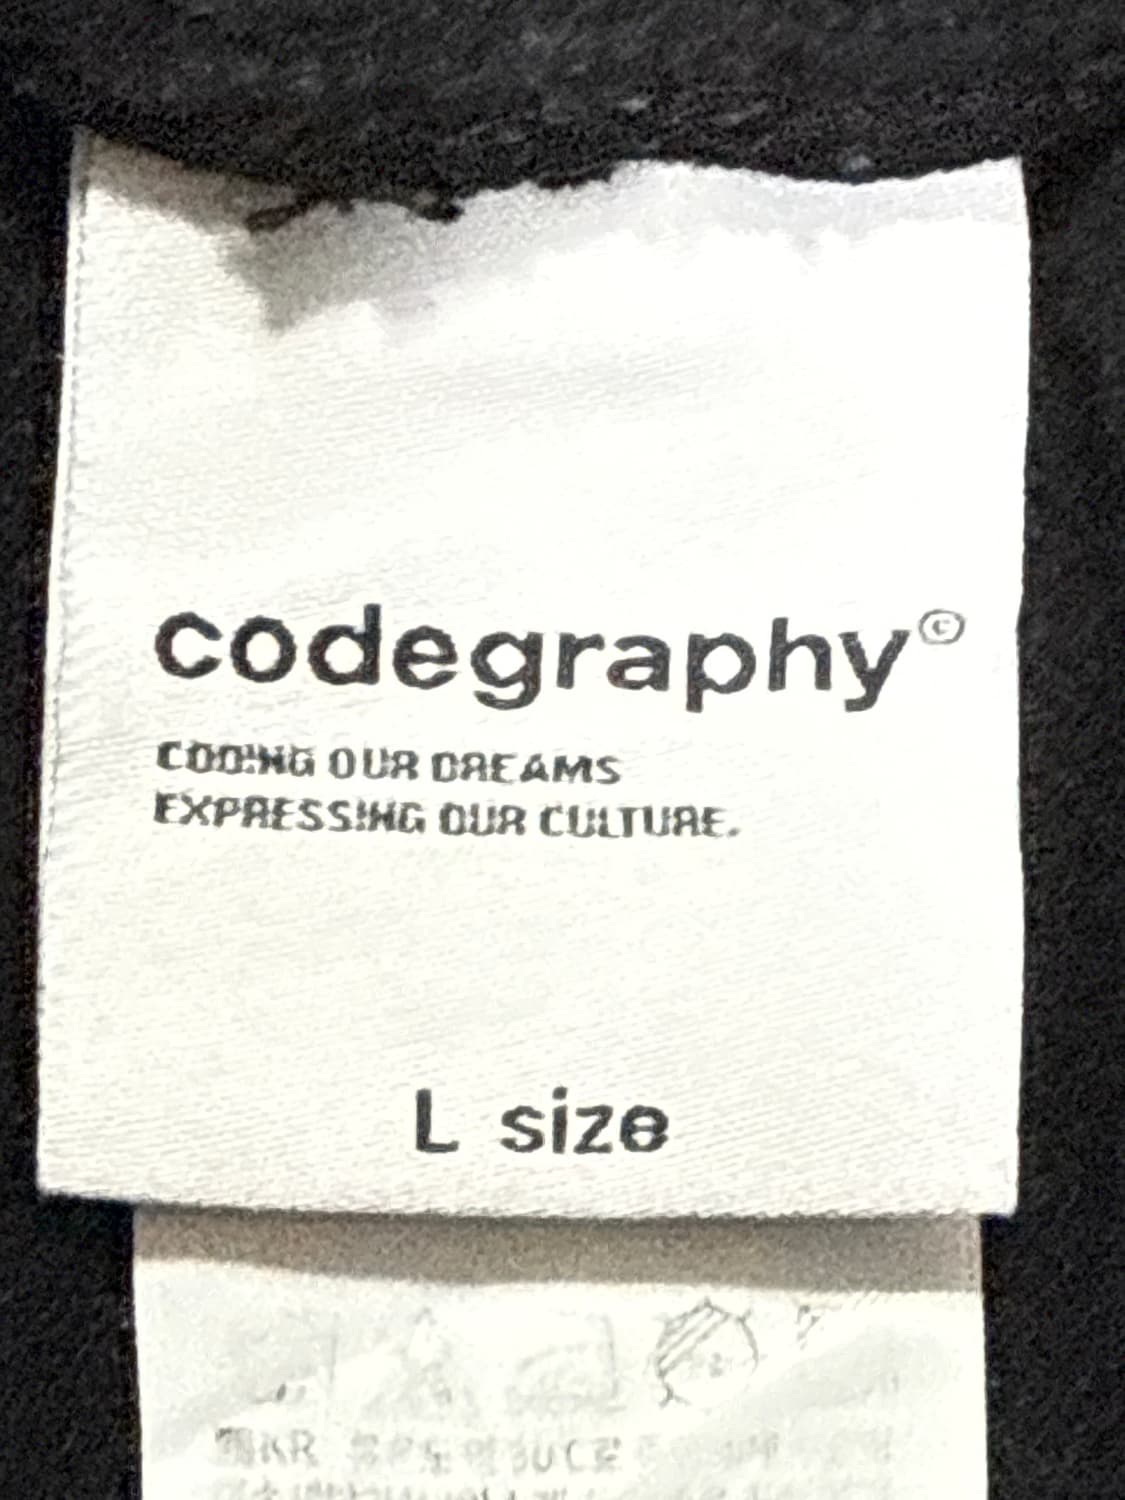 codegraphy©
CODING OUR DREAMS
EXPRESSING OUR CULTURE.
L size